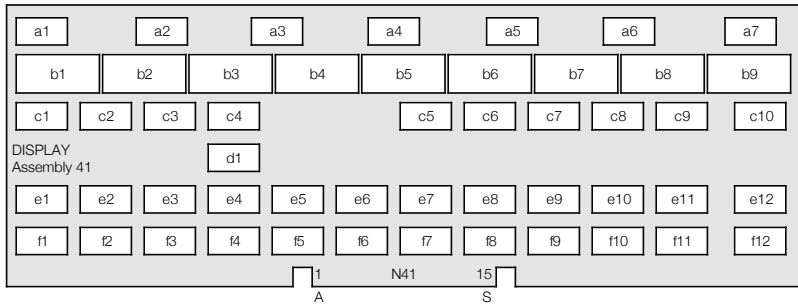 a1 a2 a3 a4 a5 a6 a7
b1 b2 b3 b4 b5 b6 b7 b8 b9
c1 c2 c3 c4 c5 c6 c7 c8 c9 c10
DISPLAY
Assembly 41
d1
e1 e2 e3 e4 e5 e6 e7 e8 e9 e10 e11 e12
f1 f2 f3 f4 f5 f6 f7 f8 f9 f10 f11 f12
1 N41 15
A S